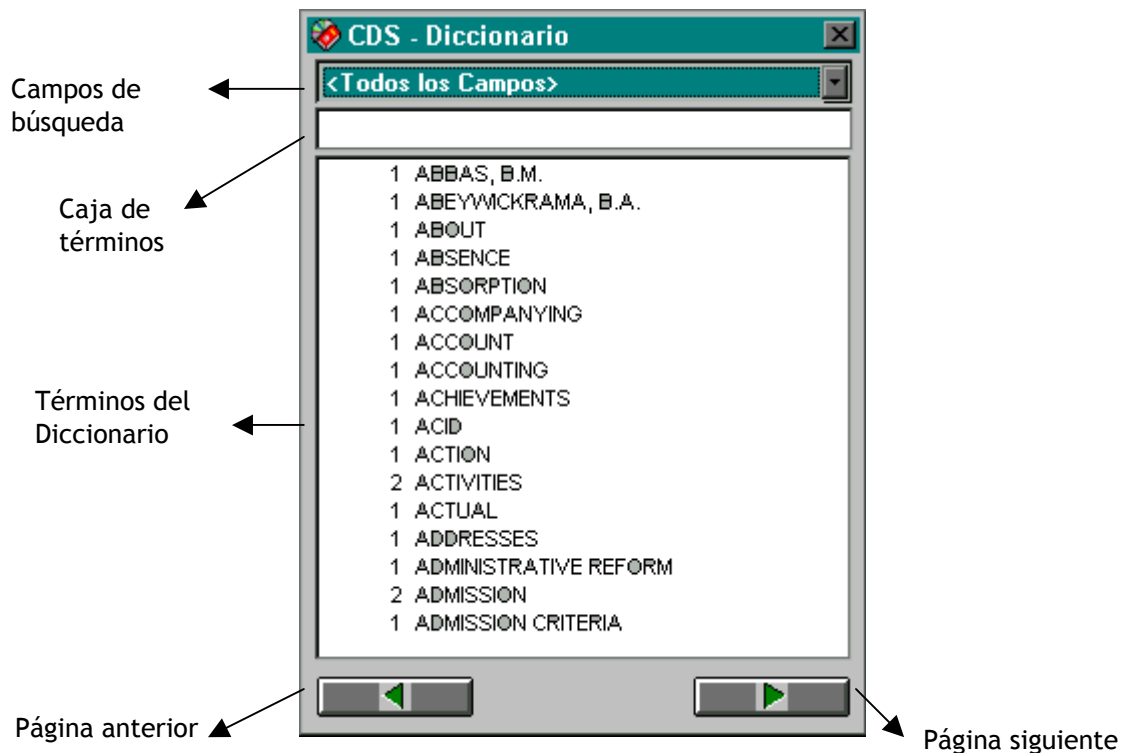 CDS - Diccionario
Campos de
búsqueda
<Todos los Campos>
Caja de
términos
1 ABBAS, B.M.
1 ABEYWICKRAMA, B.A.
1 ABOUT
1 ABSENCE
1 ABSORPTION
1 ACCOMPANYING
1 ACCOUNT
1 ACCOUNTING
1 ACHIEVEMENTS
1 ACID
1 ACTION
2 ACTIVITIES
1 ACTUAL
1 ADDRESSES
1 ADMINISTRATIVE REFORM
2 ADMISSION
1 ADMISSION CRITERIA
Términos del
Diccionario
Página anterior
Página siguiente